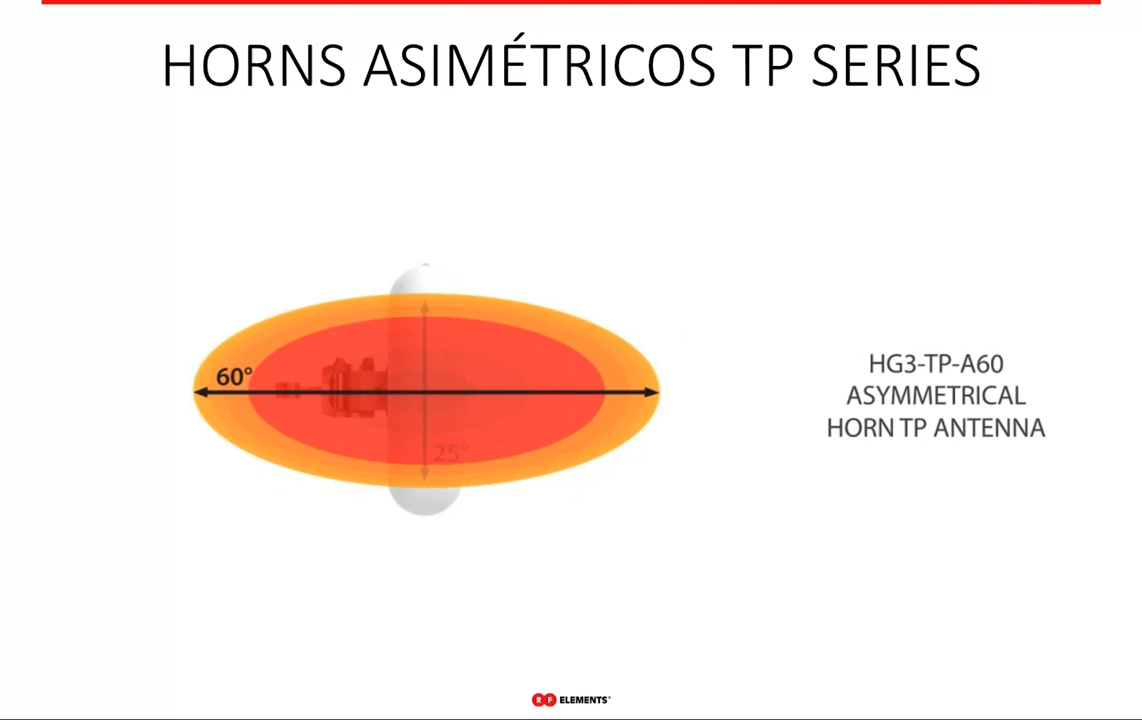 HORNS ASIMÉTRICOS TP SERIES
60°
25°
HG3-TP-A60
ASYMMETRICAL
HORN TP ANTENNA
RF ELEMENTS®